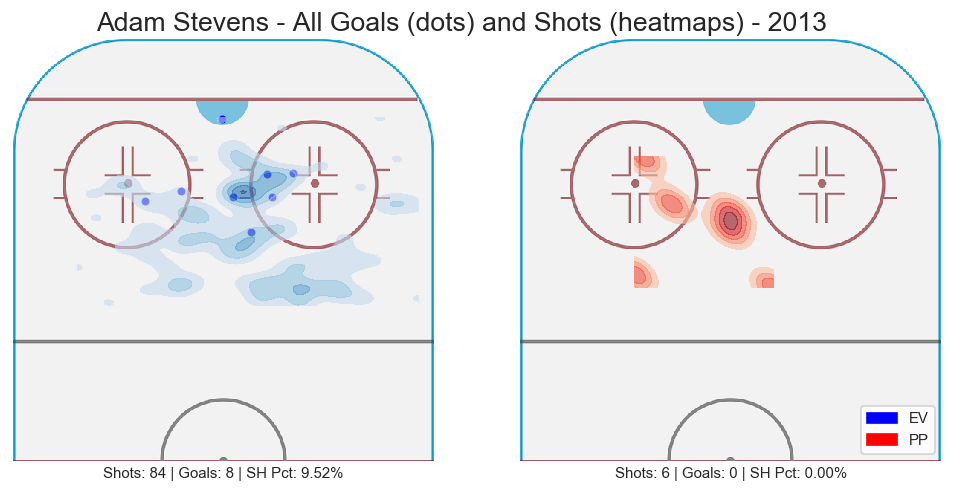 Adam Stevens - All Goals (dots) and Shots (heatmaps) - 2013
EV
PP
Shots: 84 | Goals: 8 | SH Pct: 9.52%
Shots: 6 | Goals: 0 | SH Pct: 0.00%